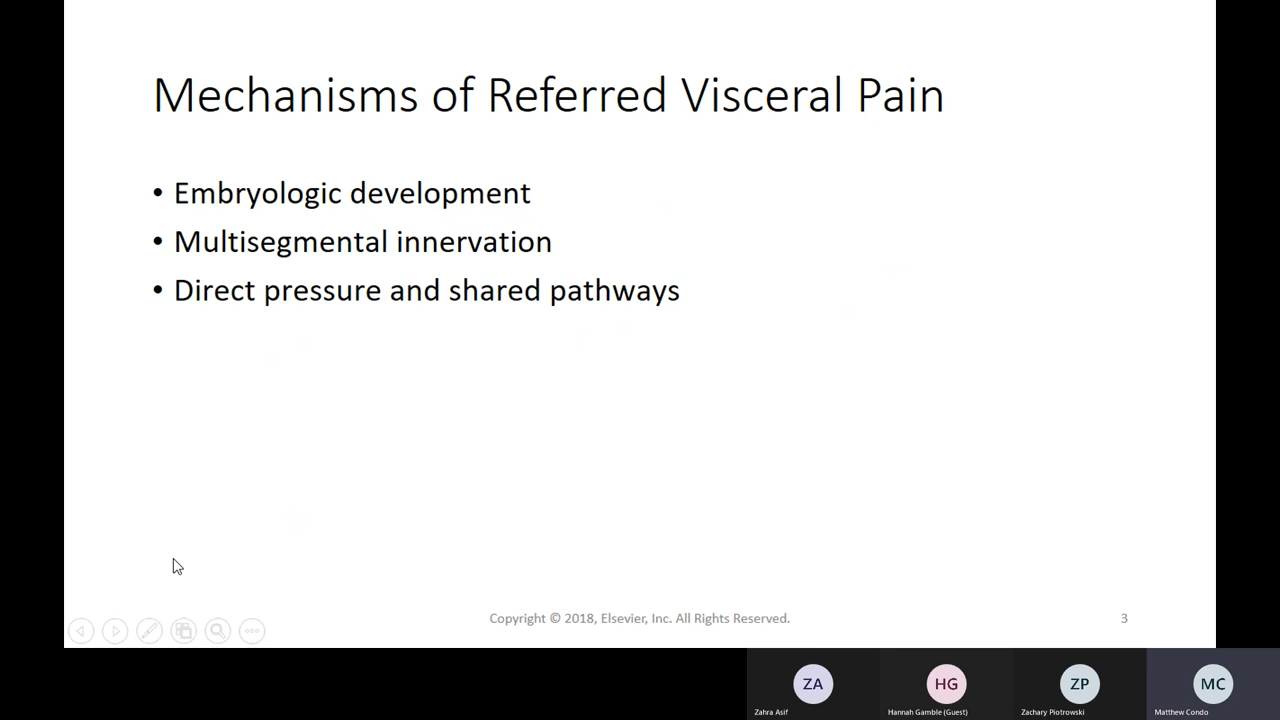 Mechanisms of Referred Visceral Pain
• Embryologic development
• Multisegmental innervation
• Direct pressure and shared pathways
Copyright © 2018, Elsevier, Inc. All Rights Reserved.
3
ZA
HG
ZP
MC
Zahra Asif
Hannah Gamble (Guest)
Zachary Piotrowski
Matthew Condo